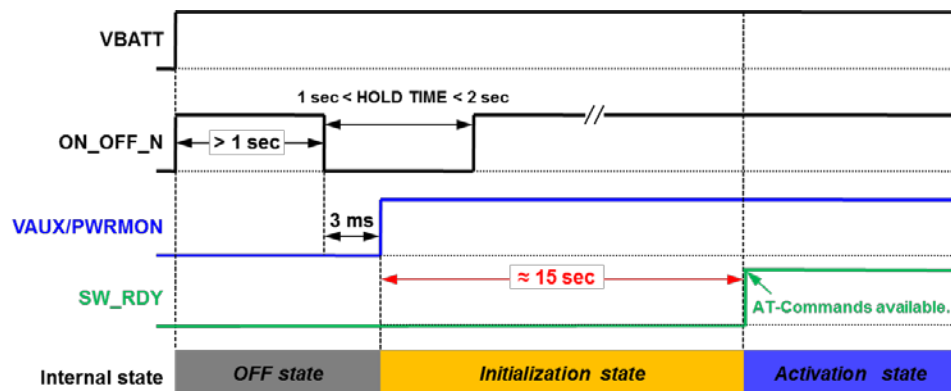 VBATT
1 sec < HOLD TIME < 2 sec
//
ON_OFF_N
> 1 sec
VAUX/PWRMON
3 ms
≈ 15 sec
SW_RDY
AT-Commands available.
Internal state
OFF state
Initialization state
Activation state